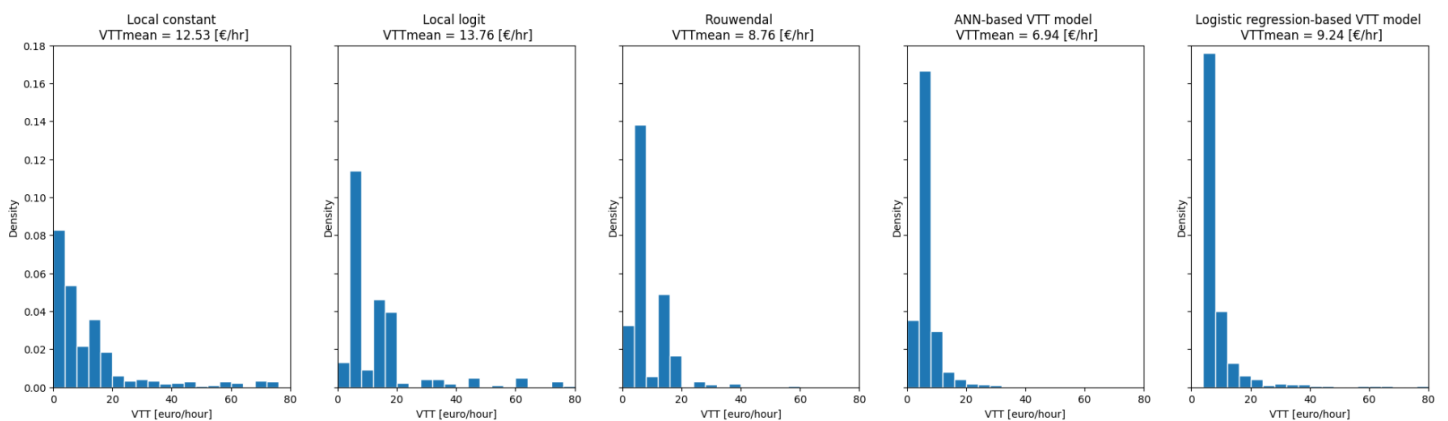 Local constant
VTTmean = 12.53 [€/hr]
Local logit
VTTmean = 13.76 [€/hr]
Rouwendal
VTTmean = 8.76 [€/hr]
ANN-based VTT model
VTTmean = 6.94 [€/hr]
Logistic regression-based VTT model
VTTmean = 9.24 [€/hr]
0.18
0.16
0.14
0.12
0.10
0.08
0.06
0.04
0.02
0.00
Density
Density
Density
Density
Density
0 20 40 60 80
0 20 40 60 80
0 20 40 60 80
0 20 40 60 80
0 20 40 60 80
VTT [euro/hour]
VTT [euro/hour]
VTT [euro/hour]
VTT [euro/hour]
VTT [euro/hour]